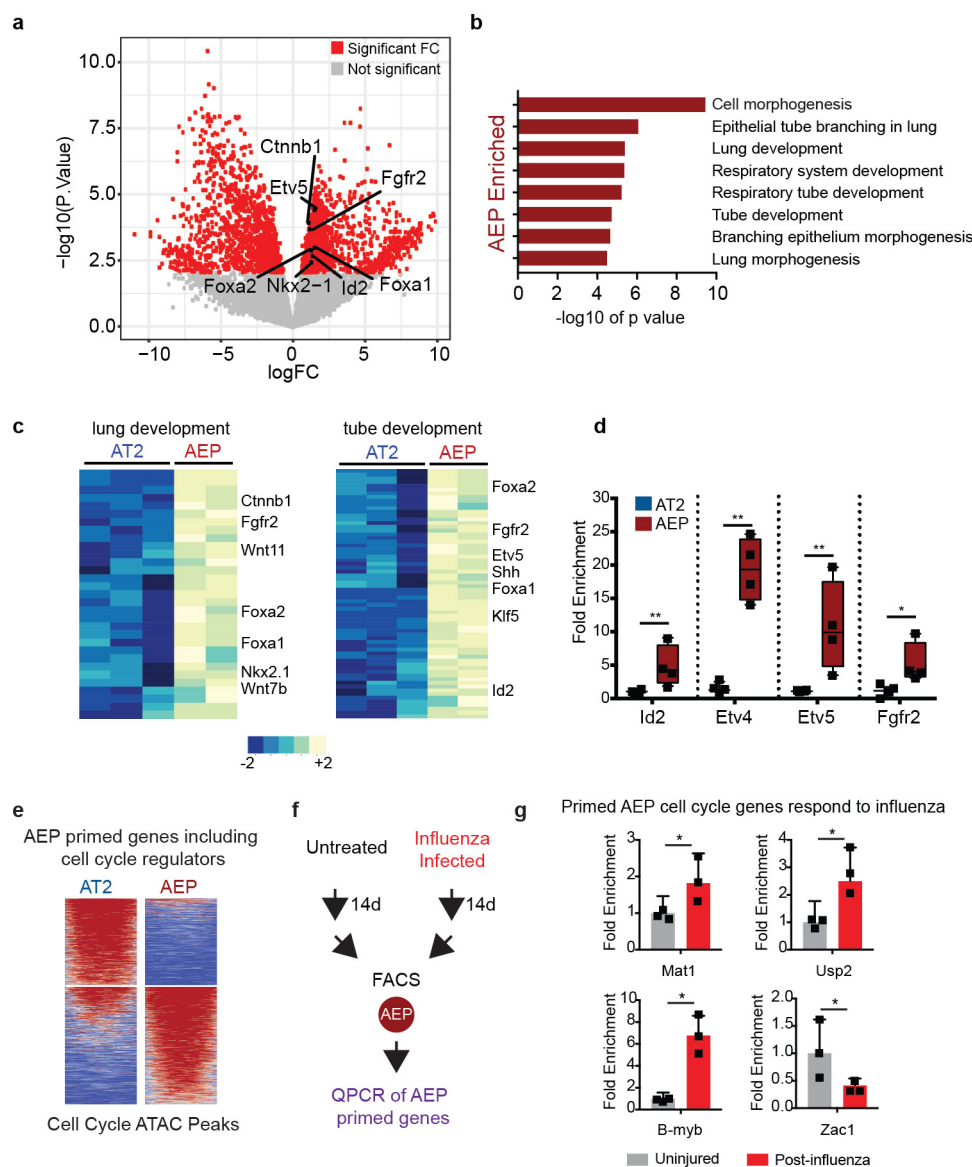 a
Significant FC
Not significant
10.0
7.5
5.0
2.5
0.0
−log10(P.Value)
Ctnnb1
Etv5
Fgfr2
Foxa2
Nkx2−1
Id2
Foxa1
−10
−5
0
5
10
logFC
b
AEP Enriched
Cell morphogenesis
Epithelial tube branching in lung
Lung development
Respiratory system development
Respiratory tube development
Tube development
Branching epithelium morphogenesis
Lung morphogenesis
0 2 4 6 8 10
-log10 of p value
c
lung development
AT2 AEP
Ctnnb1
Fgfr2
Wnt11
Foxa2
Foxa1
Nkx2.1
Wnt7b
tube development
AT2 AEP
Foxa2
Fgfr2
Etv5
Shh
Foxa1
Klf5
Id2
-2 +2
d
AT2
AEP
Fold Enrichment
30
25
20
15
10
5
0
**
**
**
*
Id2 Etv4 Etv5 Fgfr2
e
AEP primed genes including
cell cycle regulators
AT2 AEP
Cell Cycle ATAC Peaks
f
Untreated
Influenza
Infected
14d 14d
FACS
AEP
QPCR of AEP
primed genes
g
Primed AEP cell cycle genes respond to influenza
Fold Enrichment
3
2
1
0
*
Mat1
Fold Enrichment
4
3
2
1
0
*
Usp2
Fold Enrichment
10
8
6
4
2
0
*
B-myb
Fold Enrichment
2.0
1.5
1.0
0.5
0.0
*
Zac1
Uninjured Post-influenza